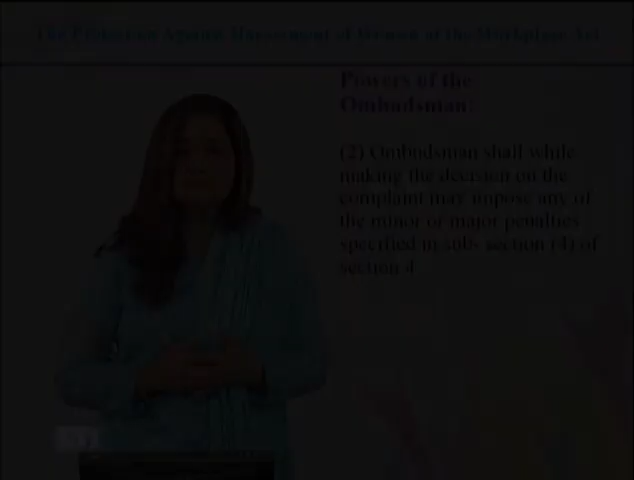 The Protection Against Harassment of Women of the Workplace Act
Powers of the
Ombudsman:
(2) Ombudsman shall while
making the decision on the
complaint may impose any of
the minor or major penalties
specified in sub- section (4) of
section 4